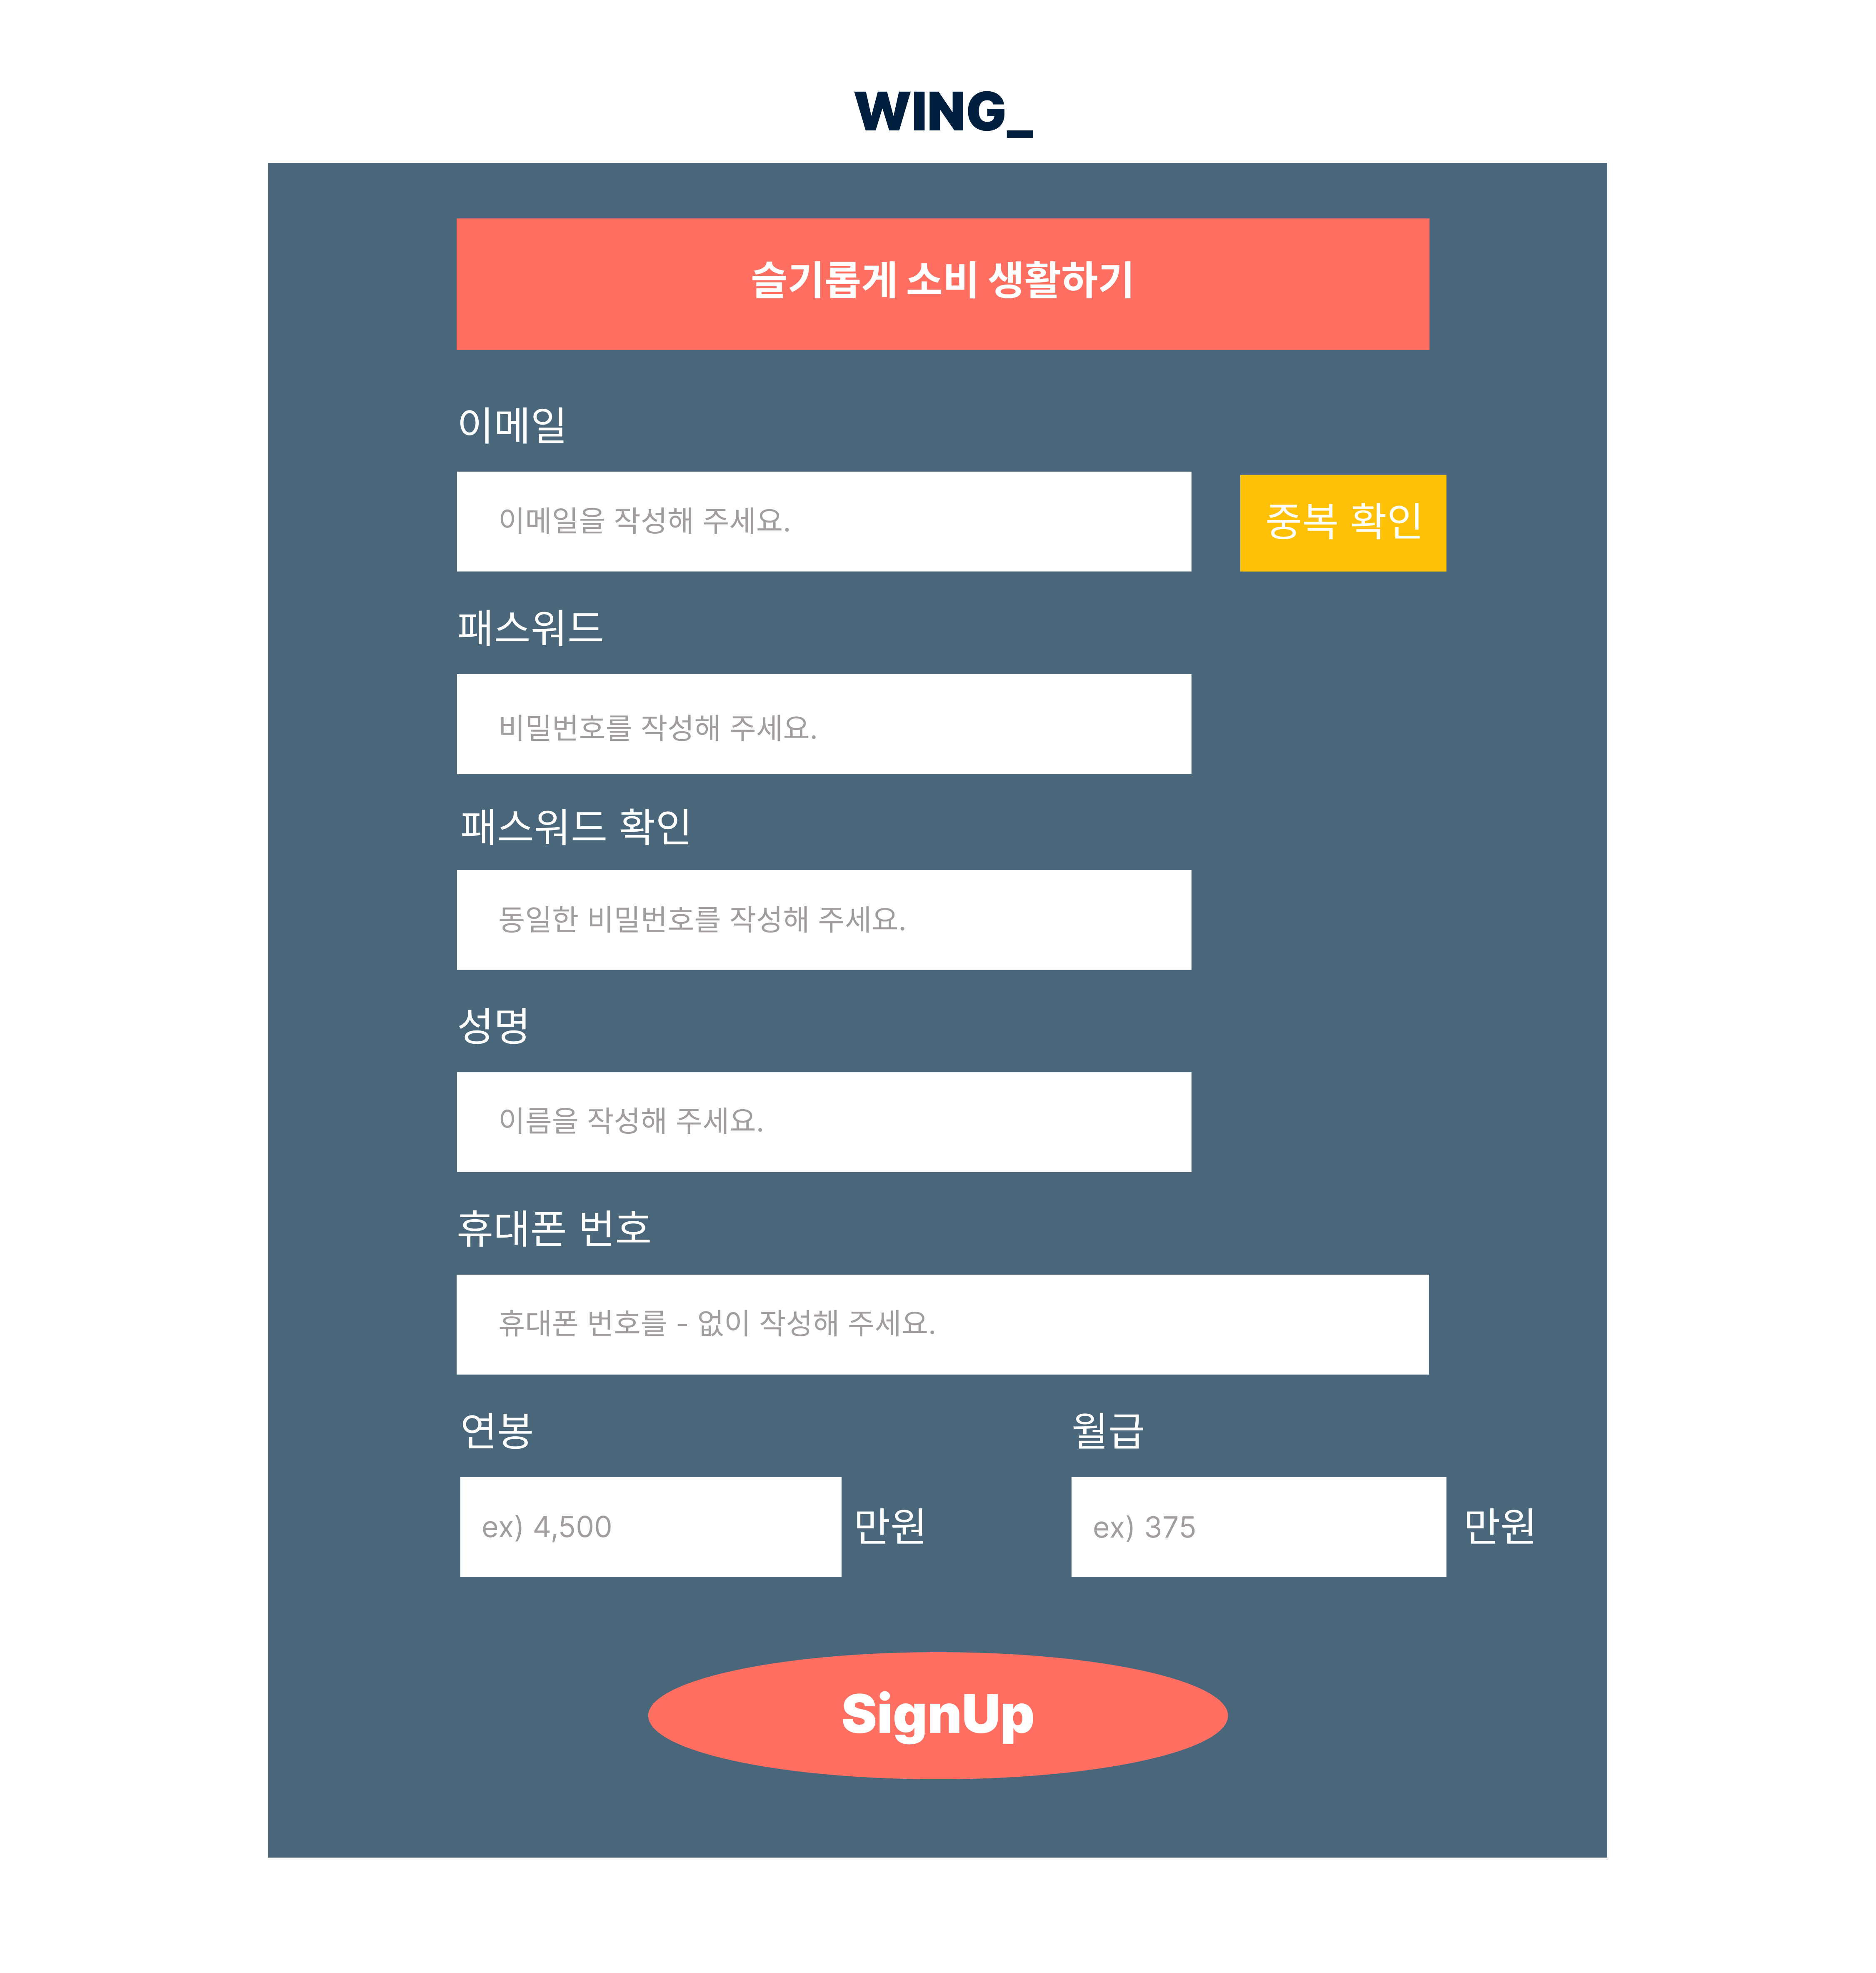 WING_
슬기롭게 소비 생활하기
이메일
이메일을 작성해 주세요.
중복 확인
패스워드
비밀번호를 작성해 주세요.
패스워드 확인
동일한 비밀번호를 작성해 주세요.
성명
이름을 작성해 주세요.
휴대폰 번호
휴대폰 번호를 - 없이 작성해 주세요.
연봉
월급
ex) 4,500
만원
ex) 375
만원
SignUp